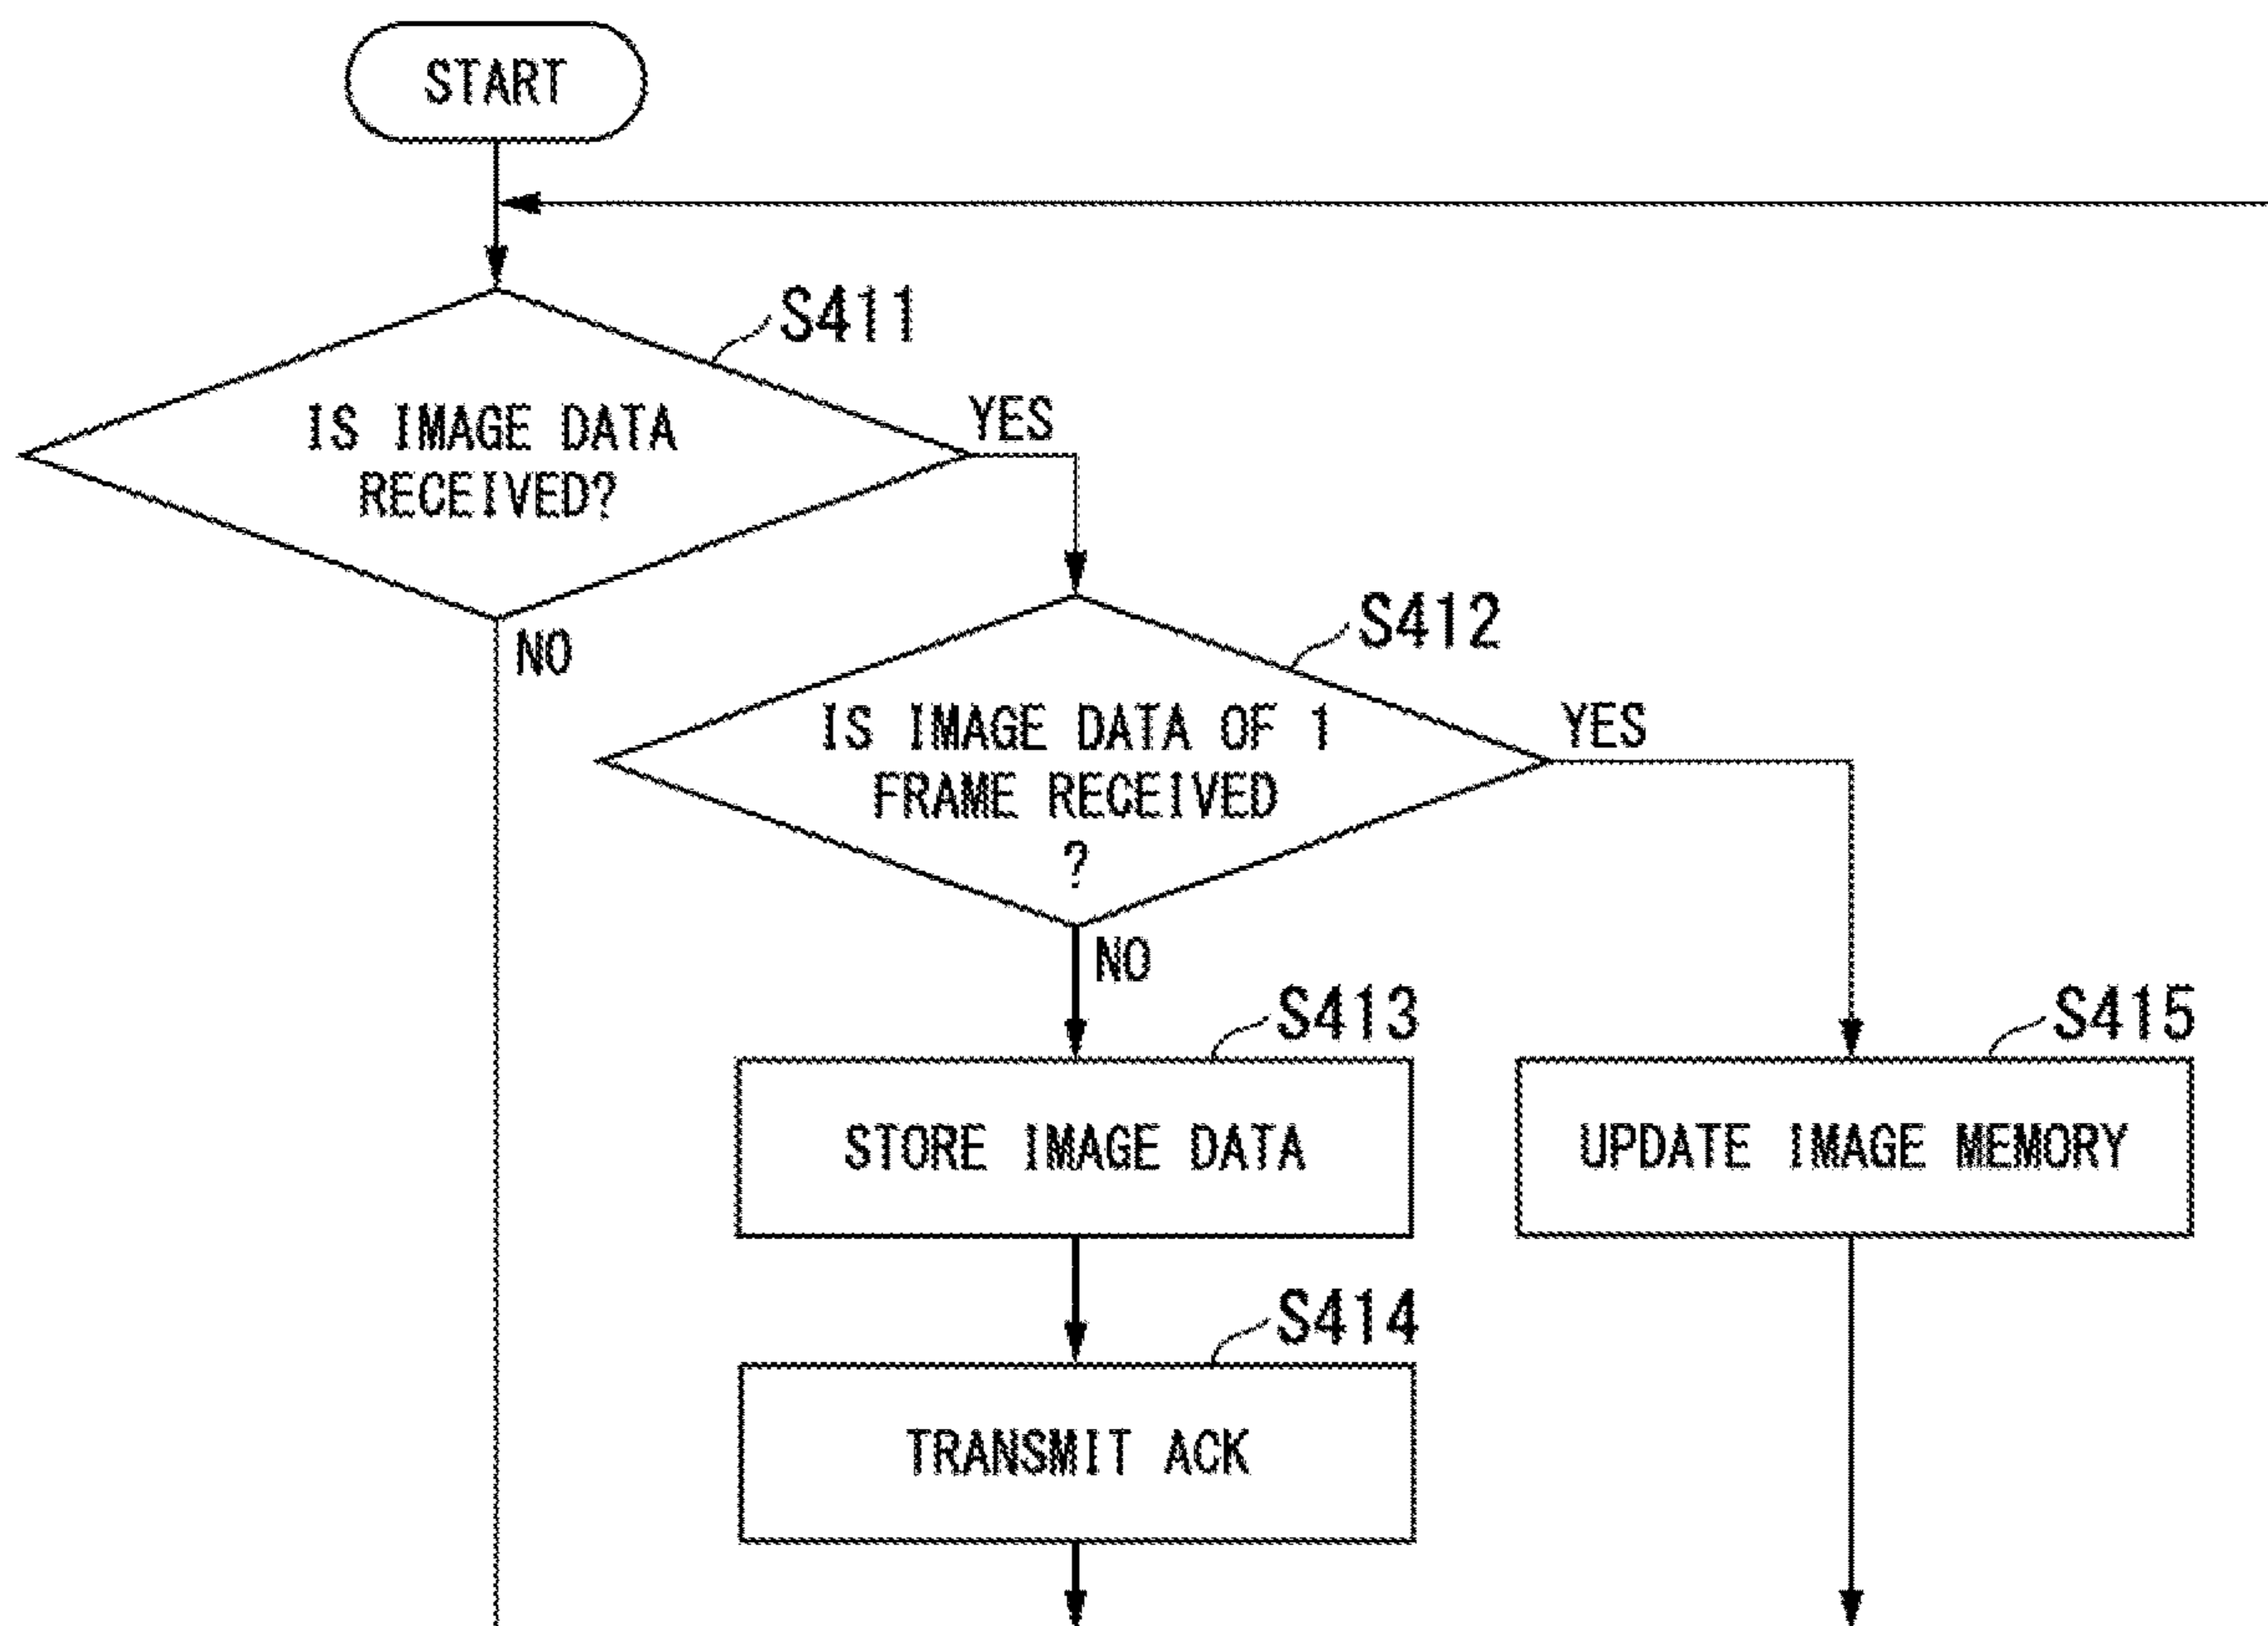 START
S411
IS IMAGE DATA
RECEIVED?
YES
NO
S412
IS IMAGE DATA OF 1
FRAME RECEIVED
?
YES
NO
S413
STORE IMAGE DATA
S415
UPDATE IMAGE MEMORY
S414
TRANSMIT ACK